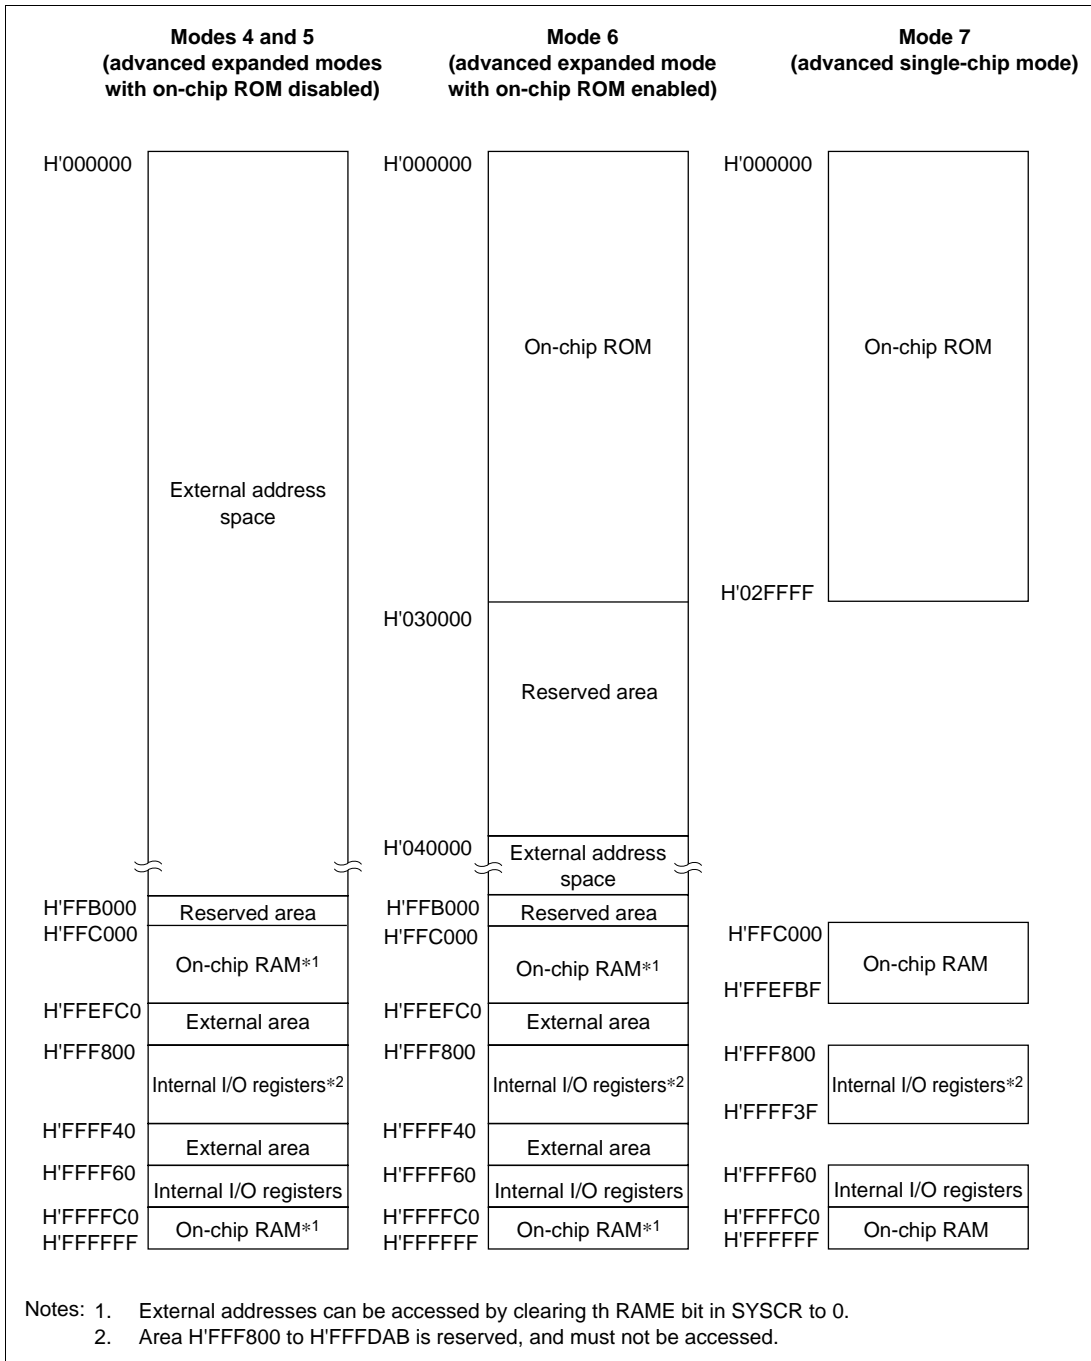 Modes 4 and 5
(advanced expanded modes
with on-chip ROM disabled)
Mode 6
(advanced expanded mode
with on-chip ROM enabled)
Mode 7
(advanced single-chip mode)
H'000000
External address
space
H'FFB000
Reserved area
H'FFC000
On-chip RAM*1
H'FFEFC0
External area
H'FFF800
Internal I/O registers*2
H'FFFF40
External area
H'FFFF60
Internal I/O registers
H'FFFFC0
On-chip RAM*1
H'FFFFFF
H'000000
On-chip ROM
H'030000
Reserved area
H'040000
External address
space
H'FFB000
Reserved area
H'FFC000
On-chip RAM*1
H'FFEFC0
External area
H'FFF800
Internal I/O registers*2
H'FFFF40
External area
H'FFFF60
Internal I/O registers
H'FFFFC0
On-chip RAM*1
H'FFFFFF
H'000000
On-chip ROM
H'02FFFF
H'FFC000
On-chip RAM
H'FFEFBF
H'FFF800
Internal I/O registers*2
H'FFFF3F
H'FFFF60
Internal I/O registers
H'FFFFC0
On-chip RAM
H'FFFFFF
Notes: 1. External addresses can be accessed by clearing th RAME bit in SYSCR to 0.
2. Area H'FFF800 to H'FFFDAB is reserved, and must not be accessed.